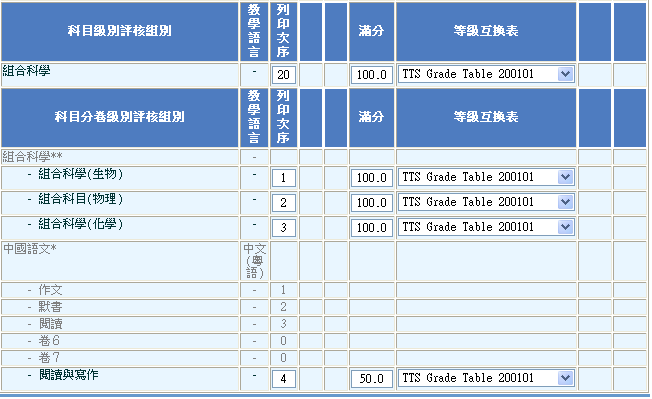 科目級別評核組別 教學語言 列印次序 滿分 等級互換表
組合科學 - 20 100.0 TTS Grade Table 200101
科目分卷級別評核組別 教學語言 列印次序 滿分 等級互換表
組合科學** -
- 組合科學(生物) - 1 100.0 TTS Grade Table 200101
- 組合科目(物理) - 2 100.0 TTS Grade Table 200101
- 組合科學(化學) - 3 100.0 TTS Grade Table 200101
中國語文* 中文(粵語)
- 作文 - 1
- 默書 - 2
- 閱讀 - 3
- 卷６ - 0
- 卷７ - 0
- 閱讀與寫作 - 4 50.0 TTS Grade Table 200101